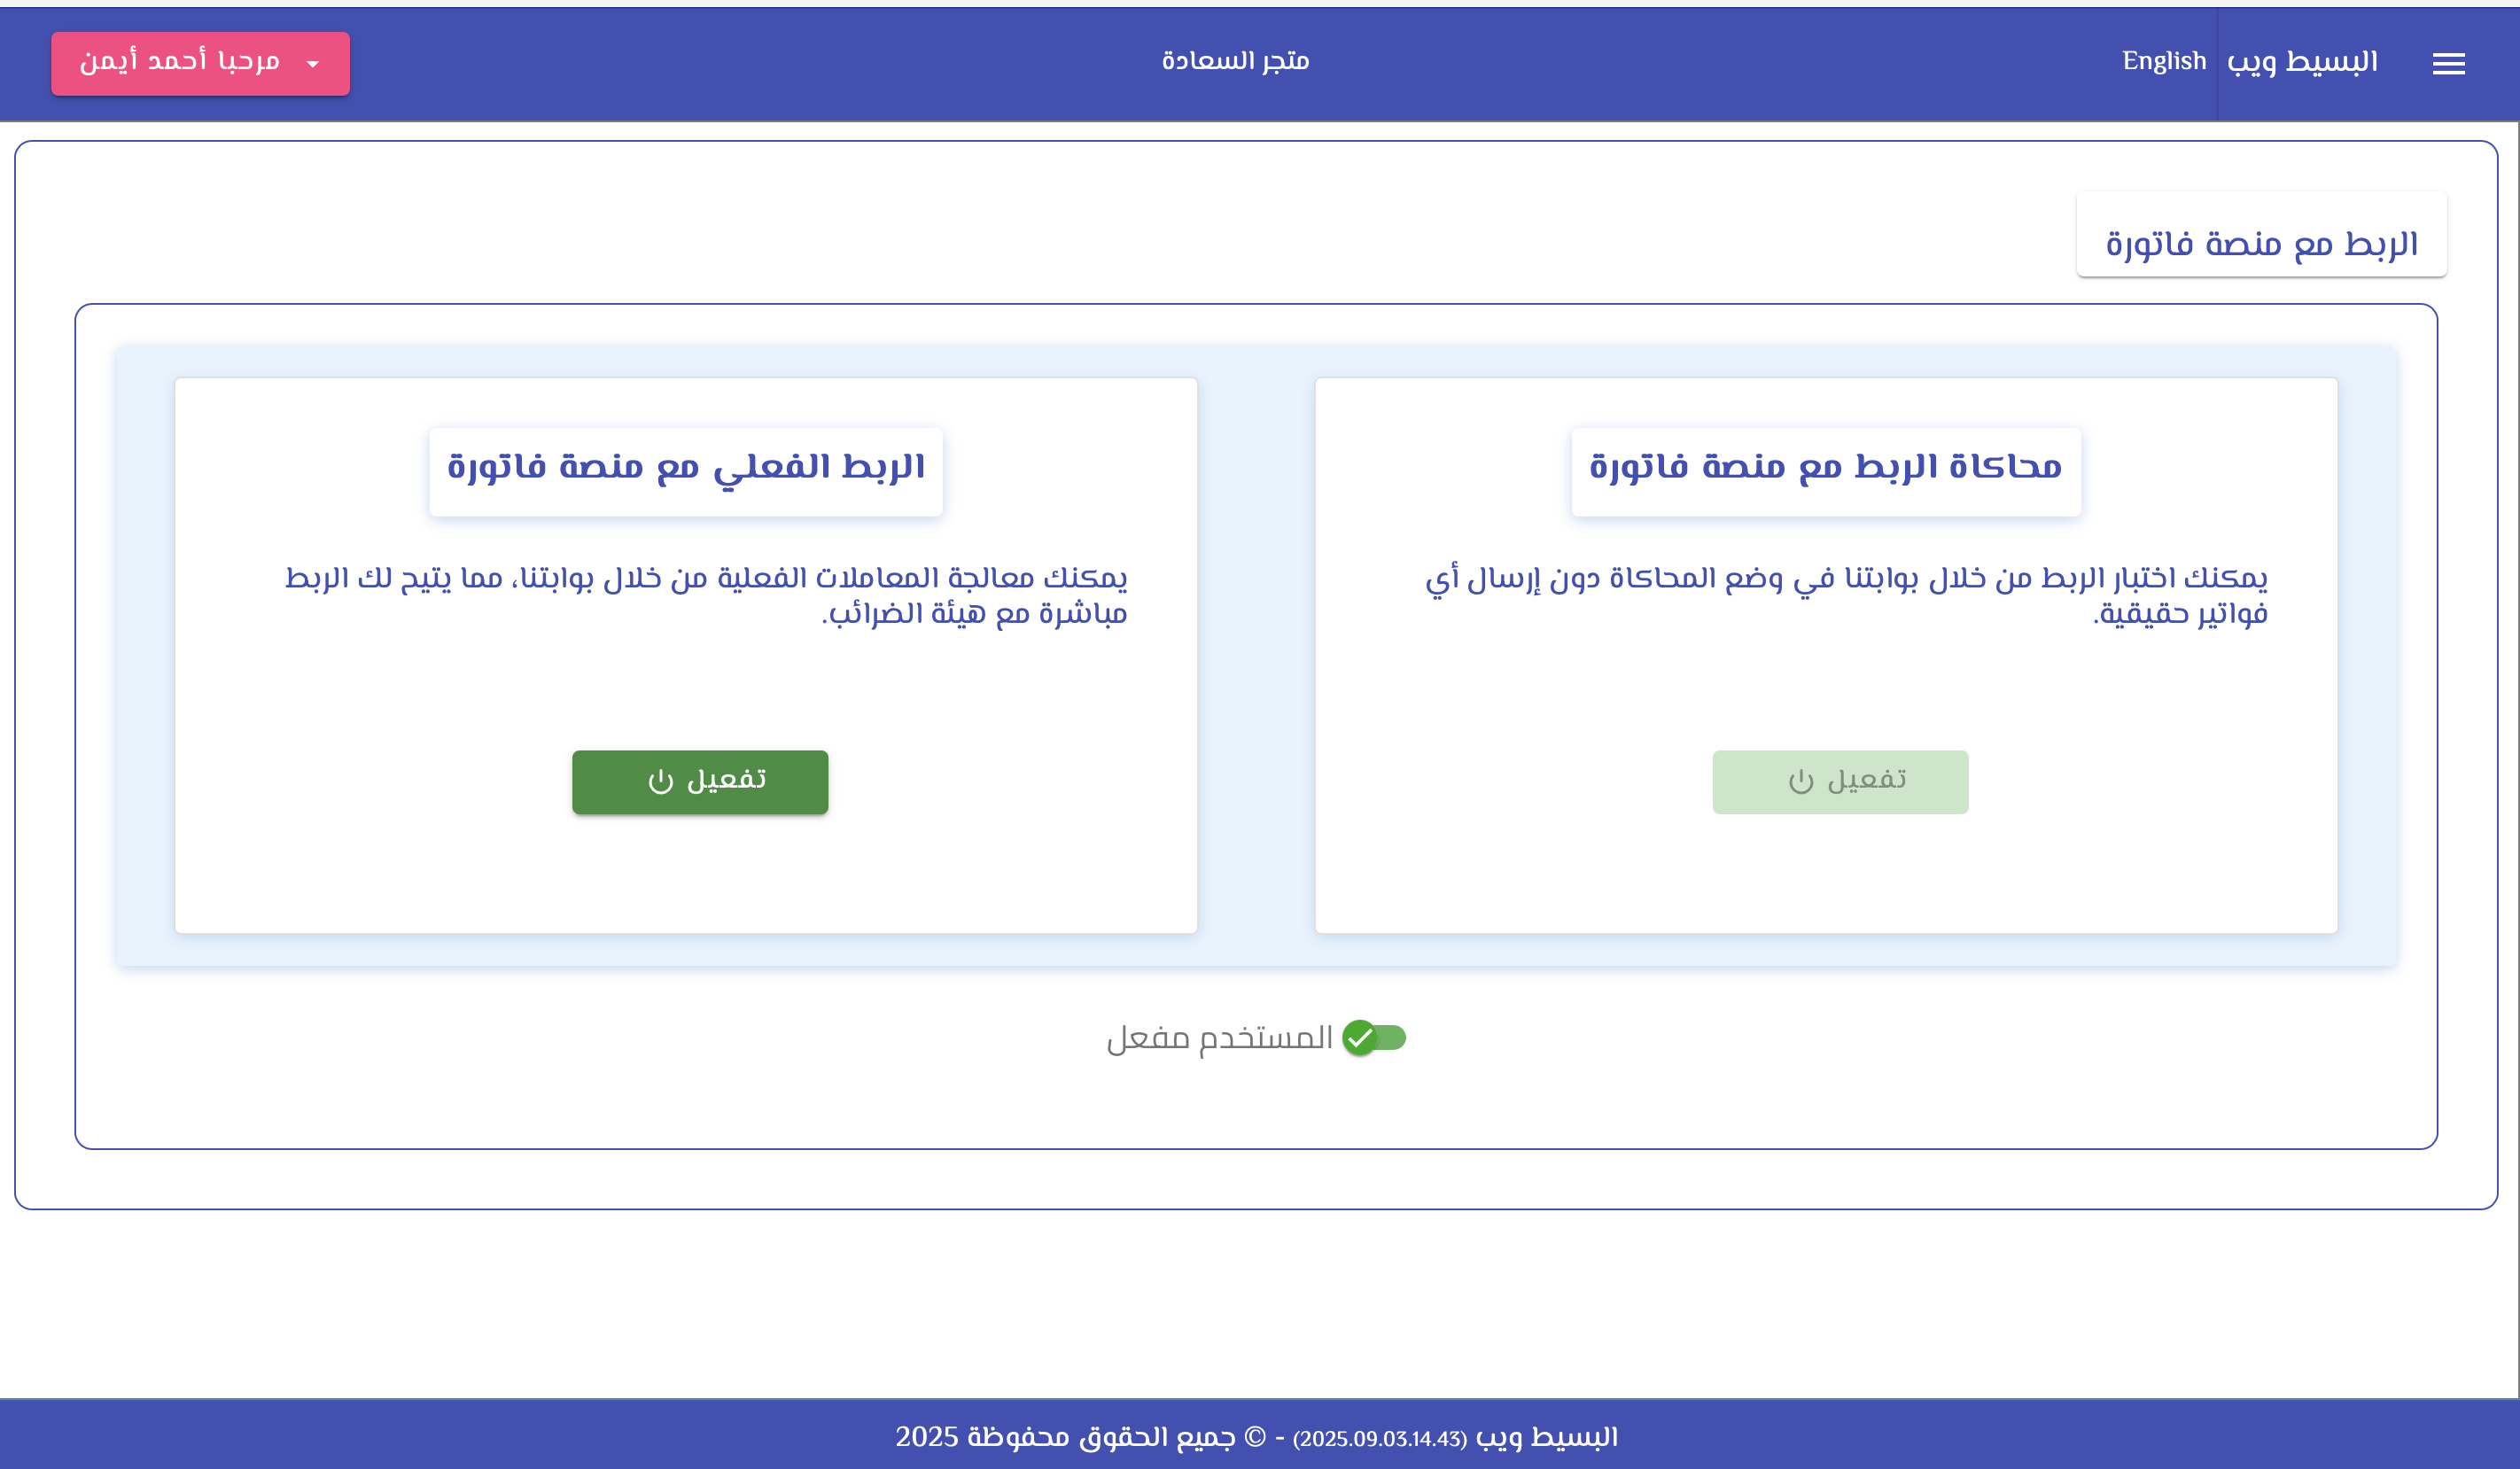 البسيط ويب
English
متجر السعادة
مرحبا أحمد أيمن
الربط مع منصة فاتورة
محاكاة الربط مع منصة فاتورة
يمكنك اختبار الربط من خلال بوابتنا في وضع المحاكاة دون إرسال أي
فواتير حقيقية.
تفعيل
الربط الفعلي مع منصة فاتورة
يمكنك معالجة المعاملات الفعلية من خلال بوابتنا، مما يتيح لك الربط
مباشرة مع هيئة الضرائب.
تفعيل
المستخدم مفعل
البسيط ويب (2025.09.03.14.43) - © جميع الحقوق محفوظة 2025